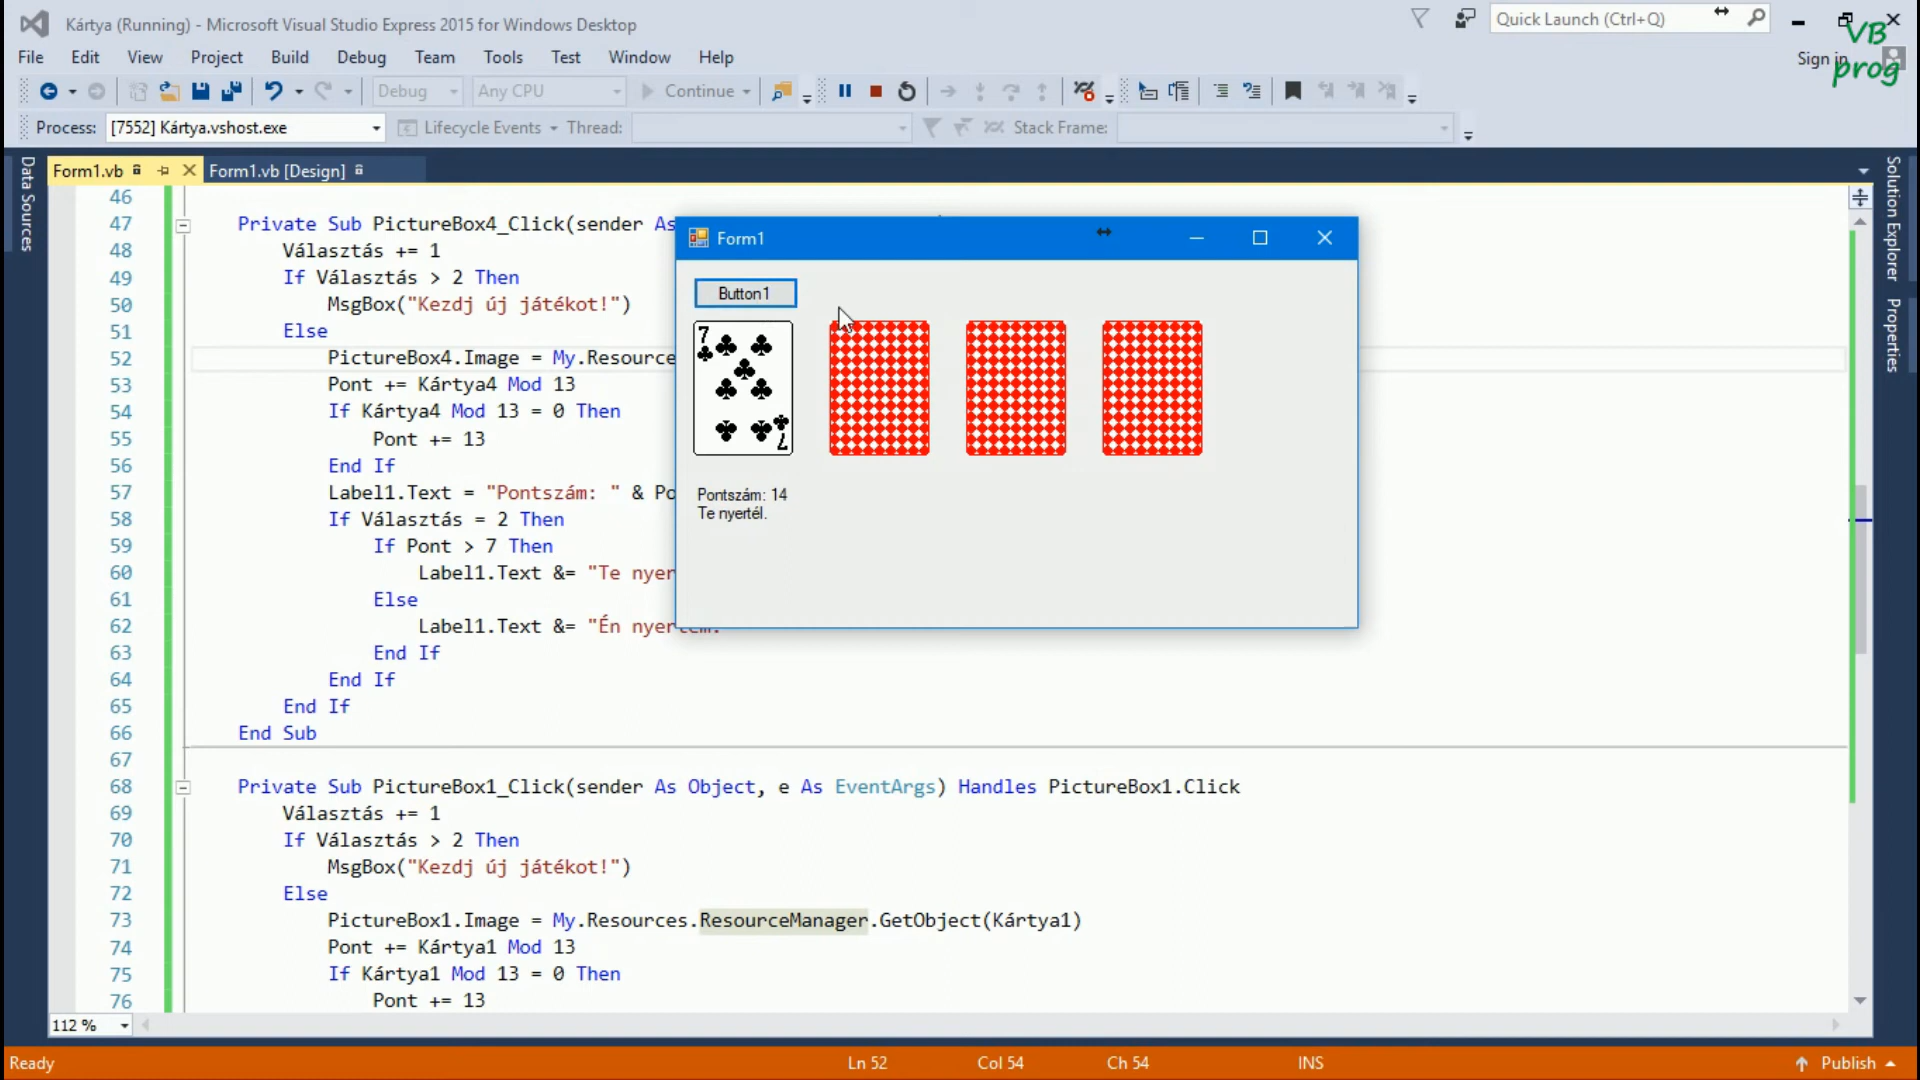 Kártya (Running) - Microsoft Visual Studio Express 2015 for Windows Desktop
Quick Launch (Ctrl+Q)
VB
prog
File Edit View Project Build Debug Team Tools Test Window Help
Sign in
Debug Any CPU Continue
Process: [7552] Kártya.vshost.exe Lifecycle Events Thread: Stack Frame:
Data Sources
Form1.vb Form1.vb [Design]
Solution Explorer
Properties
46
47 Private Sub PictureBox4_Click(sender As
48 Választás += 1
49 If Választás > 2 Then
50 MsgBox("Kezdj új játékot!")
51 Else
52 PictureBox4.Image = My.Resource
53 Pont += Kártya4 Mod 13
54 If Kártya4 Mod 13 = 0 Then
55 Pont += 13
56 End If
57 Label1.Text = "Pontszám: " & Po
58 If Választás = 2 Then
59 If Pont > 7 Then
60 Label1.Text &= "Te nyer
61 Else
62 Label1.Text &= "Én nyertem.
63 End If
64 End If
65 End If
66 End Sub
67
68 Private Sub PictureBox1_Click(sender As Object, e As EventArgs) Handles PictureBox1.Click
69 Választás += 1
70 If Választás > 2 Then
71 MsgBox("Kezdj új játékot!")
72 Else
73 PictureBox1.Image = My.Resources.ResourceManager.GetObject(Kártya1)
74 Pont += Kártya1 Mod 13
75 If Kártya1 Mod 13 = 0 Then
76 Pont += 13
Form1
Button1
7
7
Pontszám: 14
Te nyertél.
112 %
Ready Ln 52 Col 54 Ch 54 INS Publish